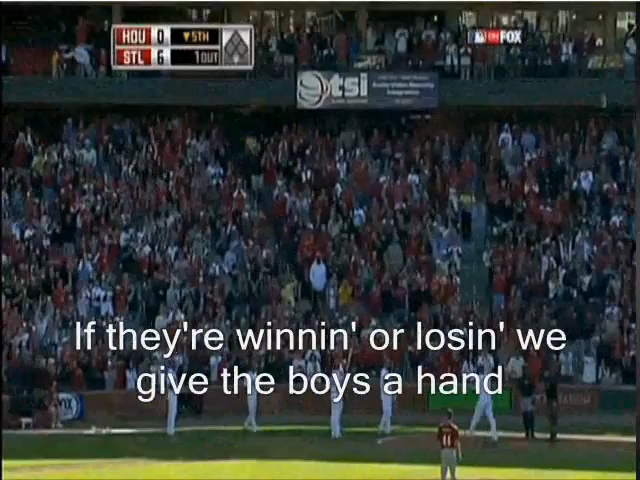 HOU 0 ▼5TH
STL 6 1 OUT
MLB ON FOX
tsi
If they're winnin' or losin' we
give the boys a hand
FOX
11